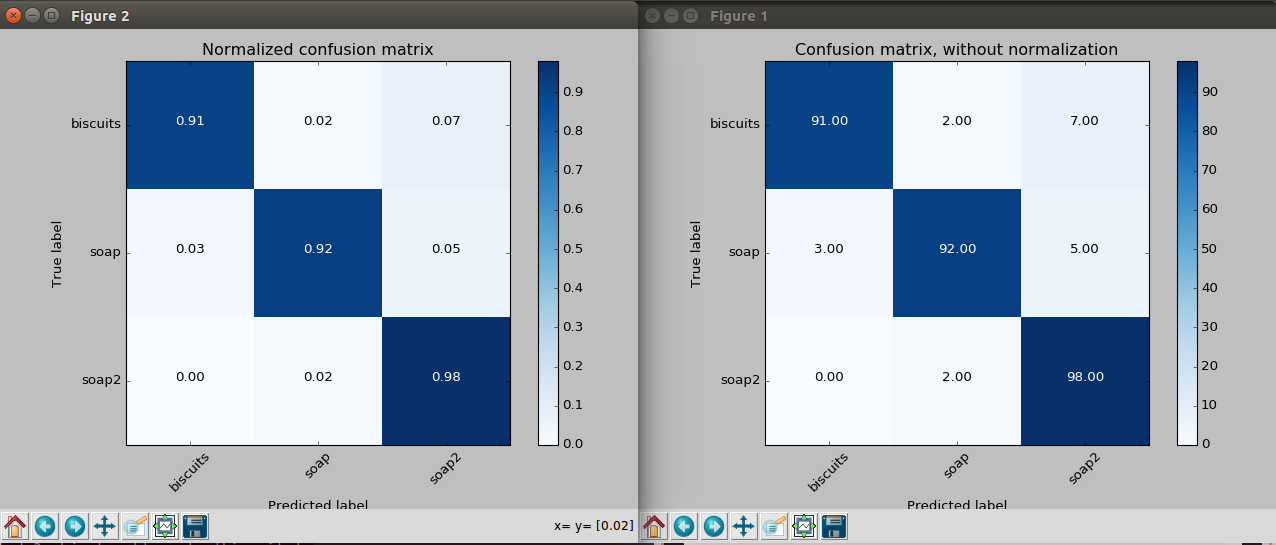 Figure 2
Normalized confusion matrix
biscuits
soap
soap2
True label
0.91 0.02 0.07
0.03 0.92 0.05
0.00 0.02 0.98
biscuits soap soap2
Predicted label
0.9
0.8
0.7
0.6
0.5
0.4
0.3
0.2
0.1
0.0
x= y= [0.02]
Figure 1
Confusion matrix, without normalization
biscuits
soap
soap2
True label
91.00 2.00 7.00
3.00 92.00 5.00
0.00 2.00 98.00
biscuits soap soap2
Predicted label
90
80
70
60
50
40
30
20
10
0